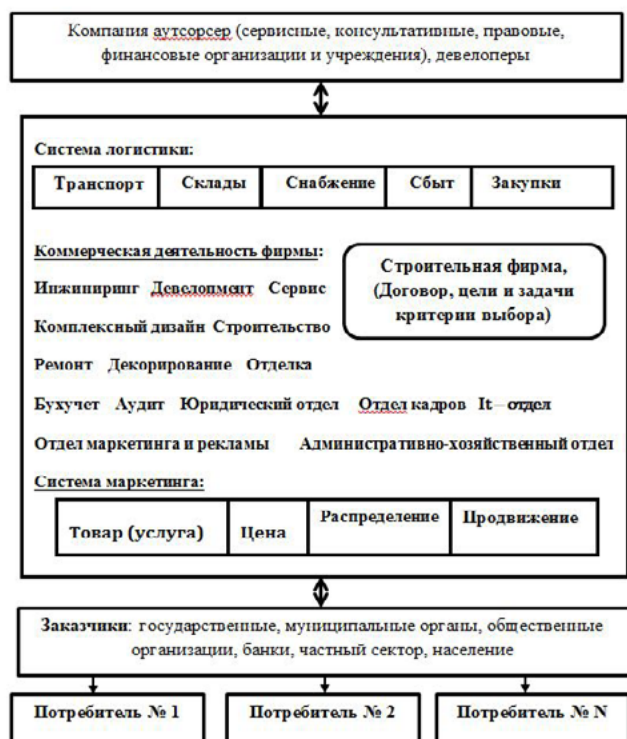 Компания аутсорсер (сервисные, консультативные, правовые,
финансовые организации и учреждения), девелоперы
Система логистики:
Транспорт Склады Снабжение Сбыт Закупки
Коммерческая деятельность фирмы:
Инжиниринг Девелопмент Сервис
Комплексный дизайн Строительство
Строительная фирма,
(Договор, цели и задачи
критерии выбора)
Ремонт Декорирование Отделка
Бухучет Аудит Юридический отдел Отдел кадров It – отдел
Отдел маркетинга и рекламы Административно-хозяйственный отдел
Система маркетинга:
Товар (услуга) Цена Распределение Продвижение
Заказчики: государственные, муниципальные органы, общественные
организации, банки, частный сектор, население
Потребитель № 1 Потребитель № 2 Потребитель № N